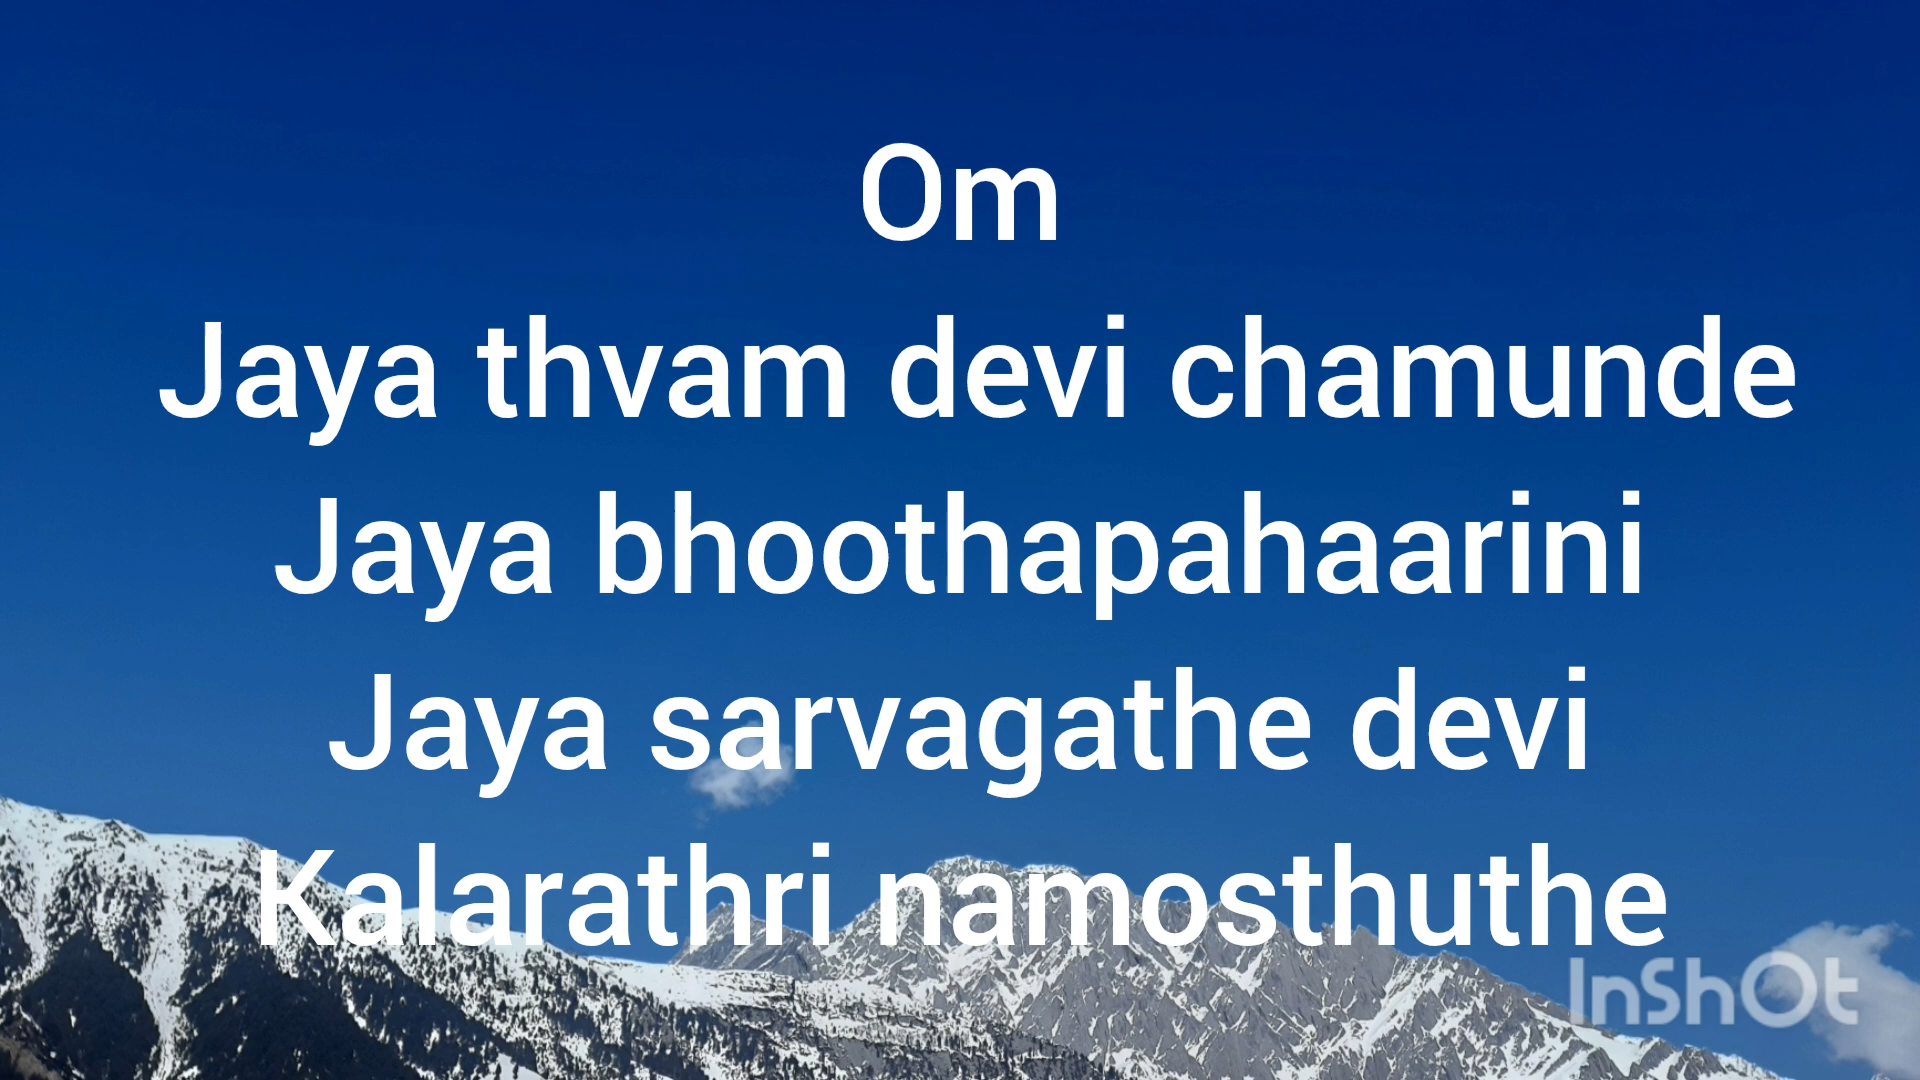 Om
Jaya thvam devi chamunde
Jaya bhoothapahaarini
Jaya sarvagathe devi
Kalarathri namosthuthe
InShOt